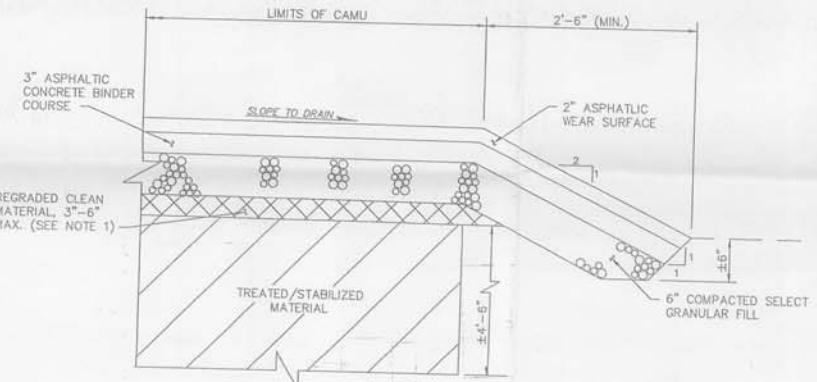 LIMITS OF CAMU
2'-6" (MIN.)
3" ASPHALTIC
CONCRETE BINDER
COURSE
SLOPE TO DRAIN
2" ASPHATLIC
WEAR SURFACE
2
1
REGRADED CLEAN
MATERIAL, 3"-6"
MAX. (SEE NOTE 1)
TREATED/STABILIZED
MATERIAL
±4'-6"
1
1
±6"
6" COMPACTED SELECT
GRANULAR FILL